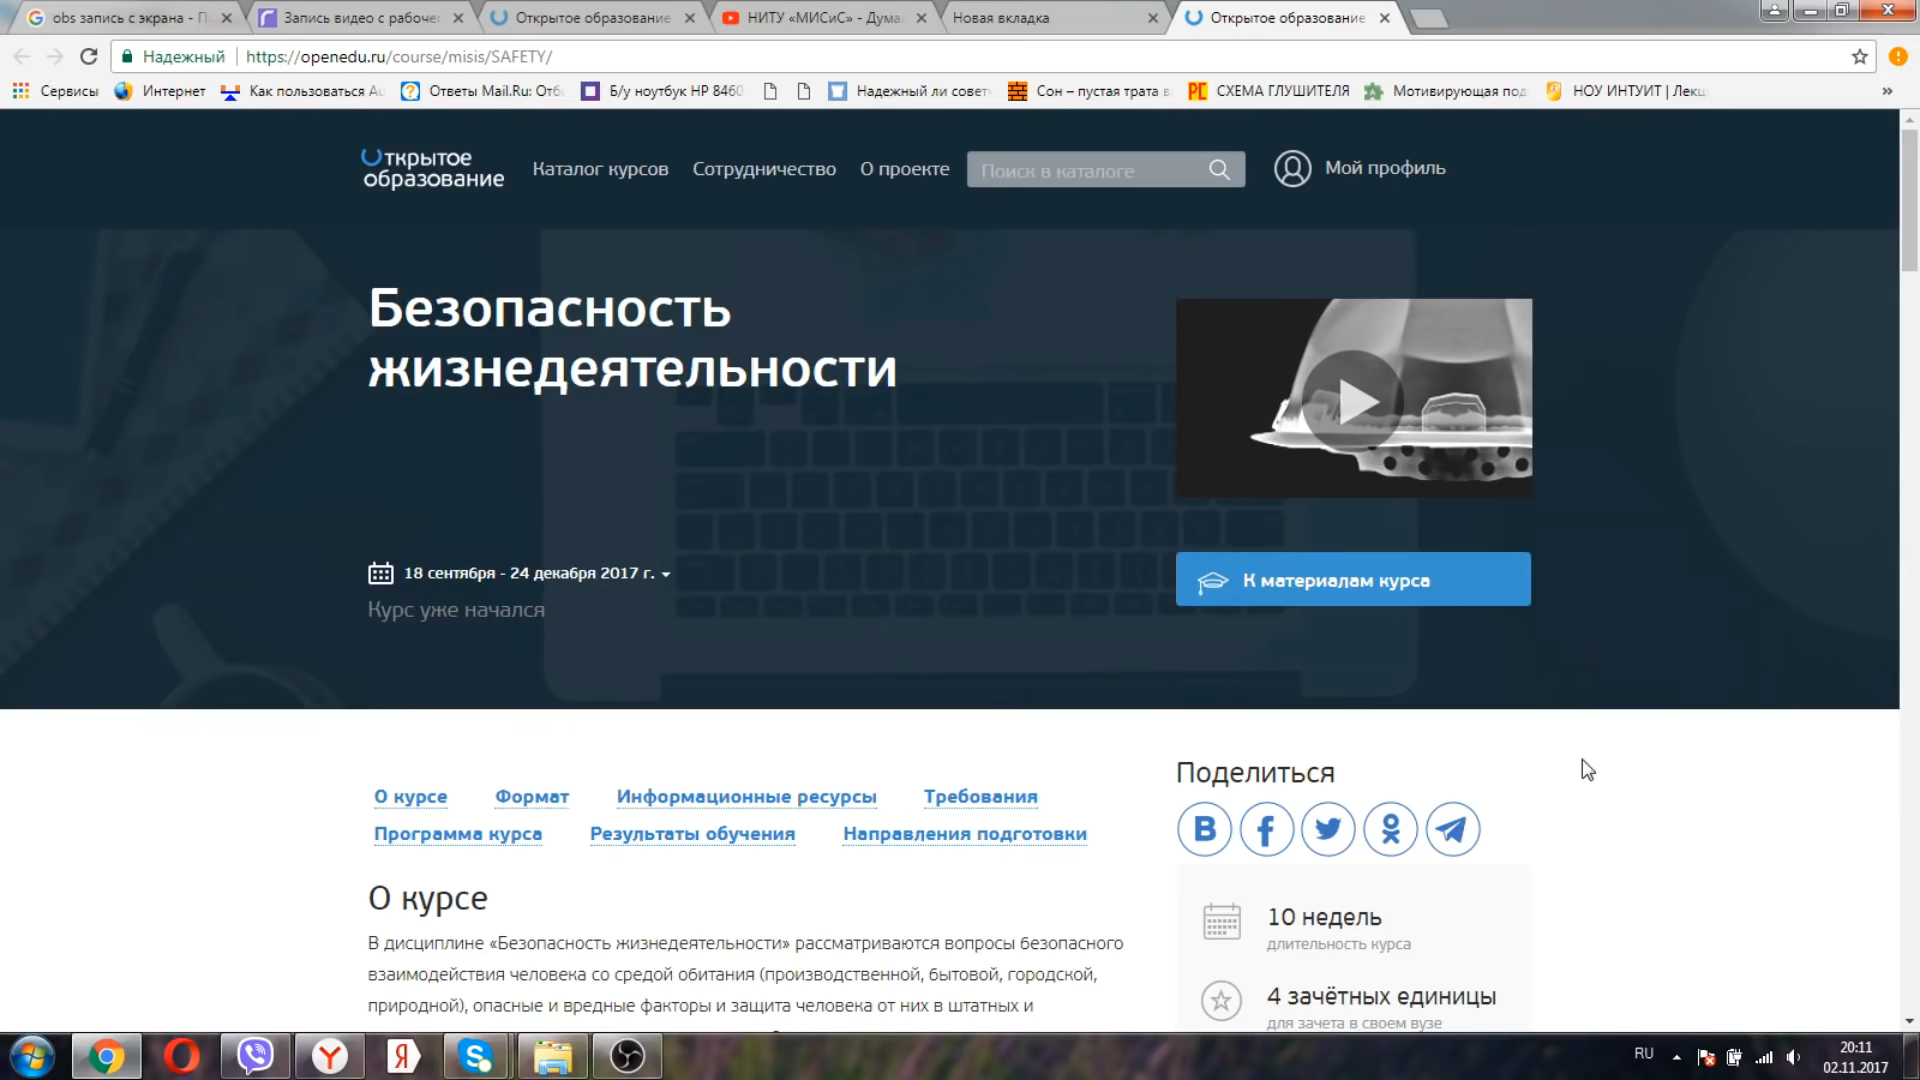 obs запись с экрана - П
Запись видео с рабоче
Открытое образование
НИТУ «МИСиС» - Дума
Новая вкладка
Открытое образование
Надежный
https://openedu.ru/course/misis/SAFETY/
Сервисы
Интернет
Как пользоваться Au
Ответы Mail.Ru: Отб
Б/у ноутбук HP 8460
Надежный ли совет
Сон – пустая трата в
СХЕМА ГЛУШИТЕЛЯ
Мотивирующая под
НОУ ИНТУИТ | Лекц
»
Открытое
образование
Каталог курсов
Сотрудничество
О проекте
Поиск в каталоге
Мой профиль
Безопасность
жизнедеятельности
18 сентября - 24 декабря 2017 г.
Курс уже начался
К материалам курса
О курсе
Формат
Информационные ресурсы
Требования
Программа курса
Результаты обучения
Направления подготовки
Поделиться
О курсе
В дисциплине «Безопасность жизнедеятельности» рассматриваются вопросы безопасного
взаимодействия человека со средой обитания (производственной, бытовой, городской,
природной), опасные и вредные факторы и защита человека от них в штатных и
10 недель
длительность курса
4 зачётных единицы
для зачета в своем вузе
RU
20:11
02.11.2017